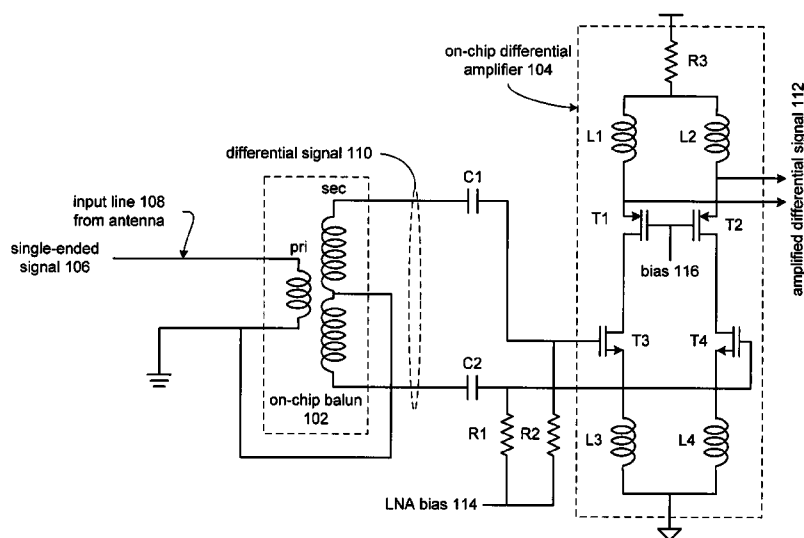 on-chip differential
amplifier 104
R3
L1
L2
differential signal 110
C1
sec
input line 108
from antenna
pri
single-ended
signal 106
T1
T2
bias 116
T3
T4
C2
on-chip balun
102
R1
R2
L3
L4
LNA bias 114
amplified differential signal 112